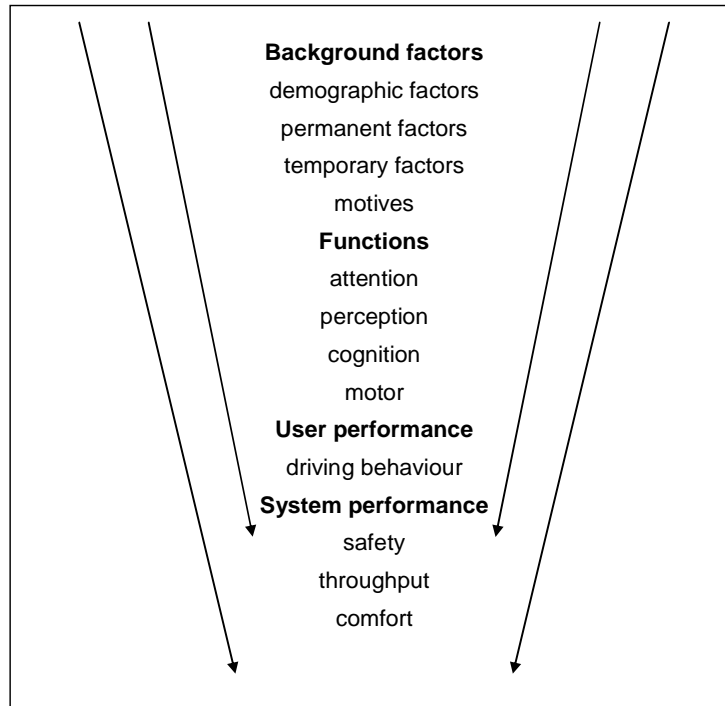 Background factors
demographic factors
permanent factors
temporary factors
motives
Functions
attention
perception
cognition
motor
User performance
driving behaviour
System performance
safety
throughput
comfort